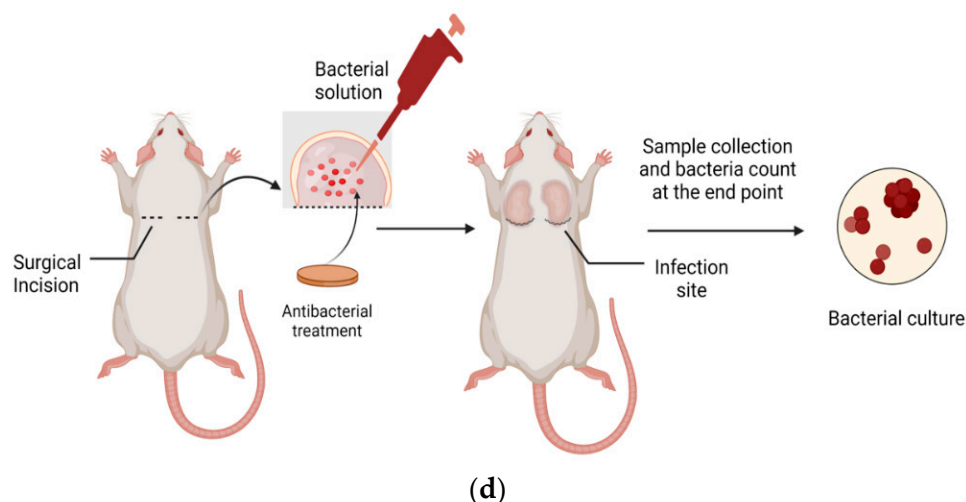 Bacterial
solution
Surgical
Incision
Antibacterial
treatment
Sample collection
and bacteria count
at the end point
Infection
site
Bacterial culture
(d)